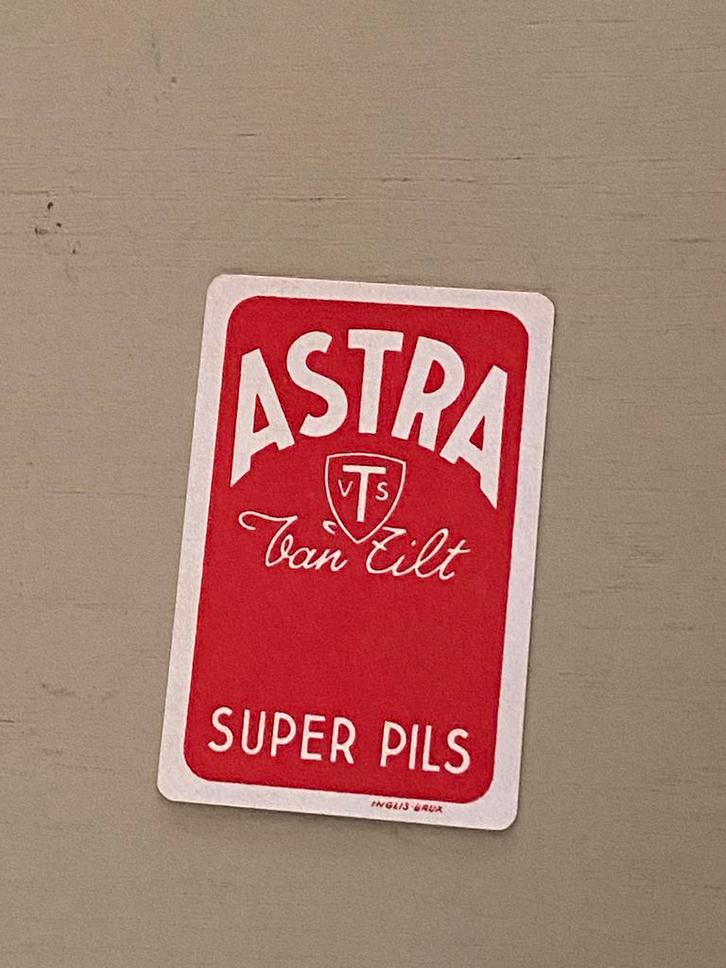 ASTRA
VTS
Van Tilt
SUPER PILS
INGLIS-BRUX